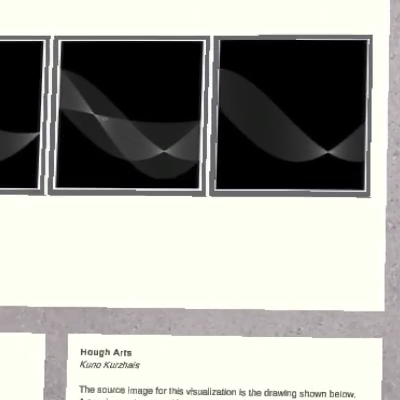 Hough Arts
Kuno Kurzhals
The source image for this visualization is the drawing shown below.